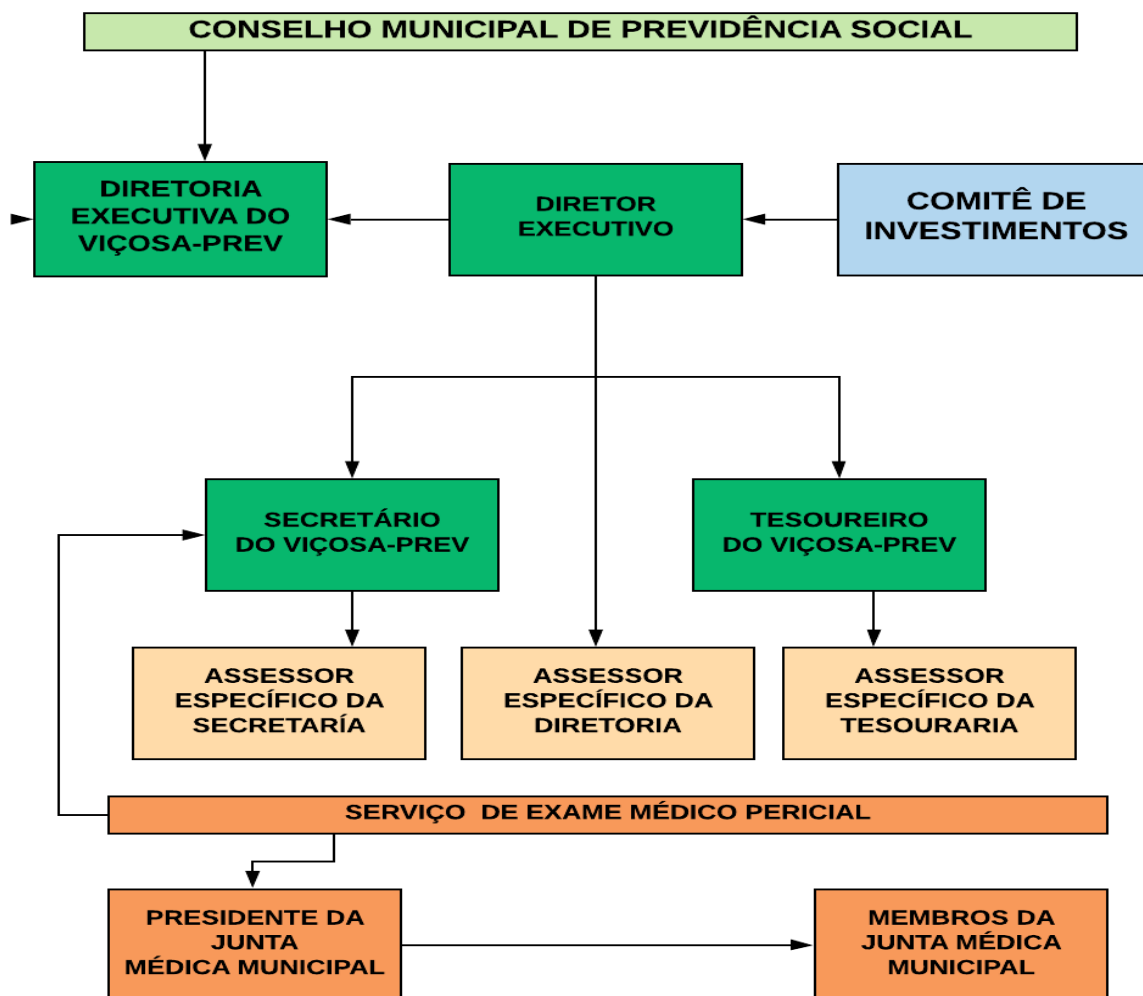 CONSELHO MUNICIPAL DE PREVIDÊNCIA SOCIAL
DIRETORIA
EXECUTIVA DO
VIÇOSA-PREV
DIRETOR
EXECUTIVO
COMITÊ DE
INVESTIMENTOS
SECRETÁRIO
DO VIÇOSA-PREV
TESOUREIRO
DO VIÇOSA-PREV
ASSESSOR
ESPECÍFICO DA
SECRETARÍA
ASSESSOR
ESPECÍFICO DA
DIRETORIA
ASSESSOR
ESPECÍFICO DA
TESOURARIA
SERVIÇO DE EXAME MÉDICO PERICIAL
PRESIDENTE DA
JUNTA
MÉDICA MUNICIPAL
MEMBROS DA
JUNTA MÉDICA
MUNICIPAL